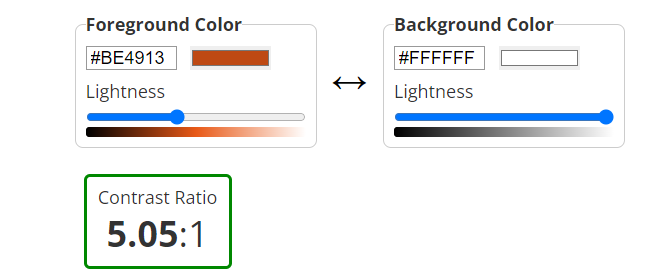 Foreground Color
#BE4913
Lightness
Background Color
#FFFFFF
Lightness
Contrast Ratio
5.05:1